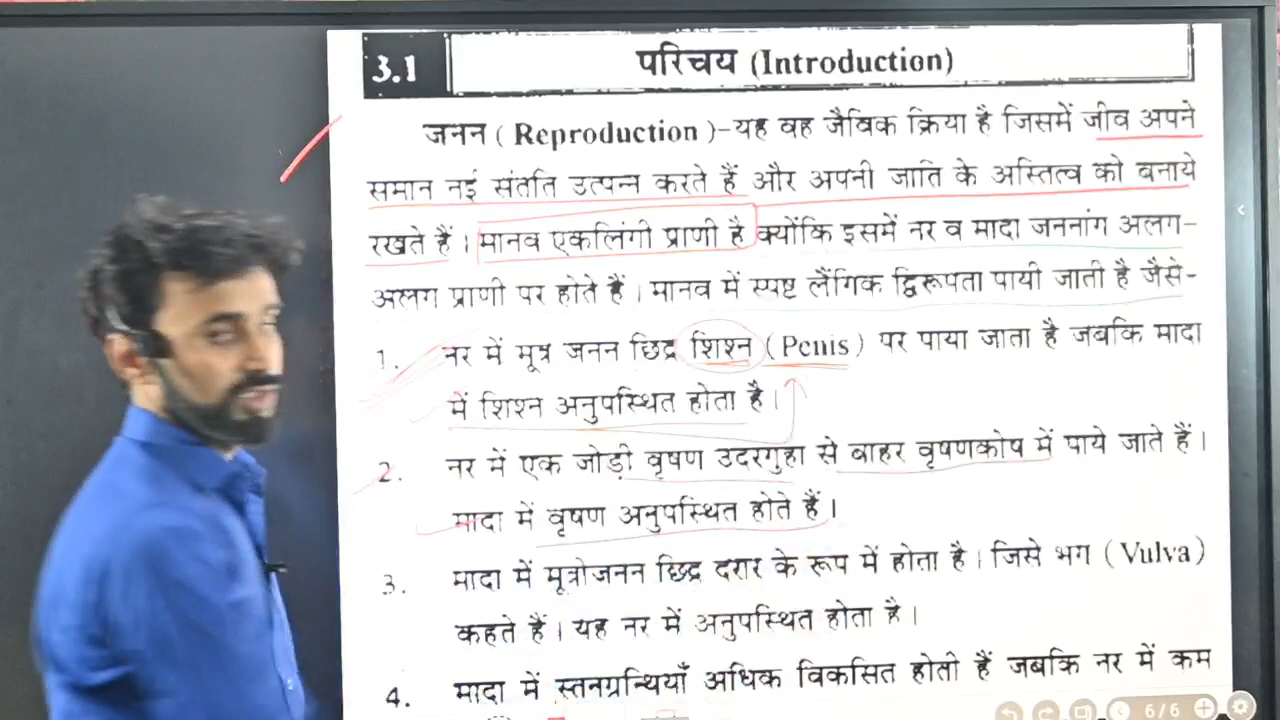 3.1 परिचय (Introduction)
जनन ( Reproduction )-यह वह जैविक क्रिया है जिसमें जीव अपने
समान नई संतति उत्पन्न करते हैं और अपनी जाति के अस्तित्व को बनाये
रखते हैं । मानव एकलिंगी प्राणी है क्योंकि इसमें नर व मादा जननांग अलग-
अलग प्राणी पर होते हैं । मानव में स्पष्ट लैंगिक द्विरूपता पायी जाती है जैसे-
1. नर में मूत्र जनन छिद्र शिश्न (Penis) पर पाया जाता है जबकि मादा
में शिश्न अनुपस्थित होता है ।
2. नर में एक जोड़ी वृषण उदरगुहा से बाहर वृषणकोष में पाये जाते हैं ।
मादा में वृषण अनुपस्थित होते हैं ।
3. मादा में मूत्रोजनन छिद्र दरार के रूप में होता है । जिसे भग (Vulva)
कहते हैं । यह नर में अनुपस्थित होता है ।
4. मादा में स्तनग्रन्थियाँ अधिक विकसित होती हैं जबकि नर में कम
6/6